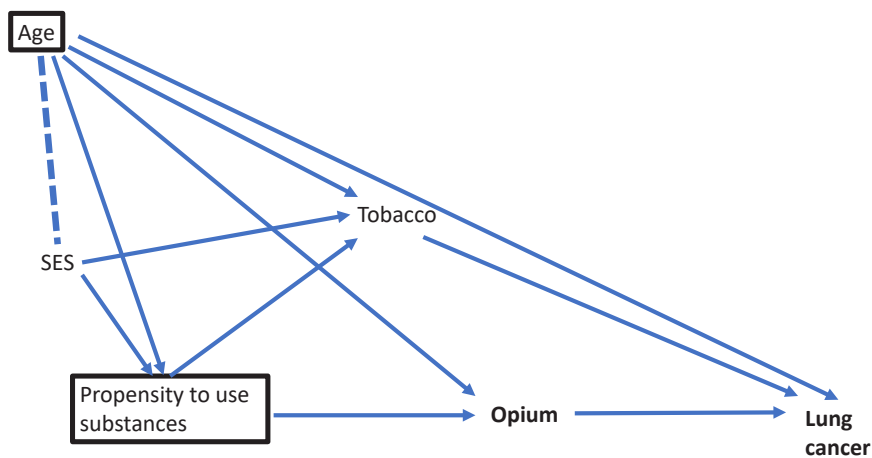 Age
Tobacco
SES
Propensity to use
substances
Opium
Lung
cancer